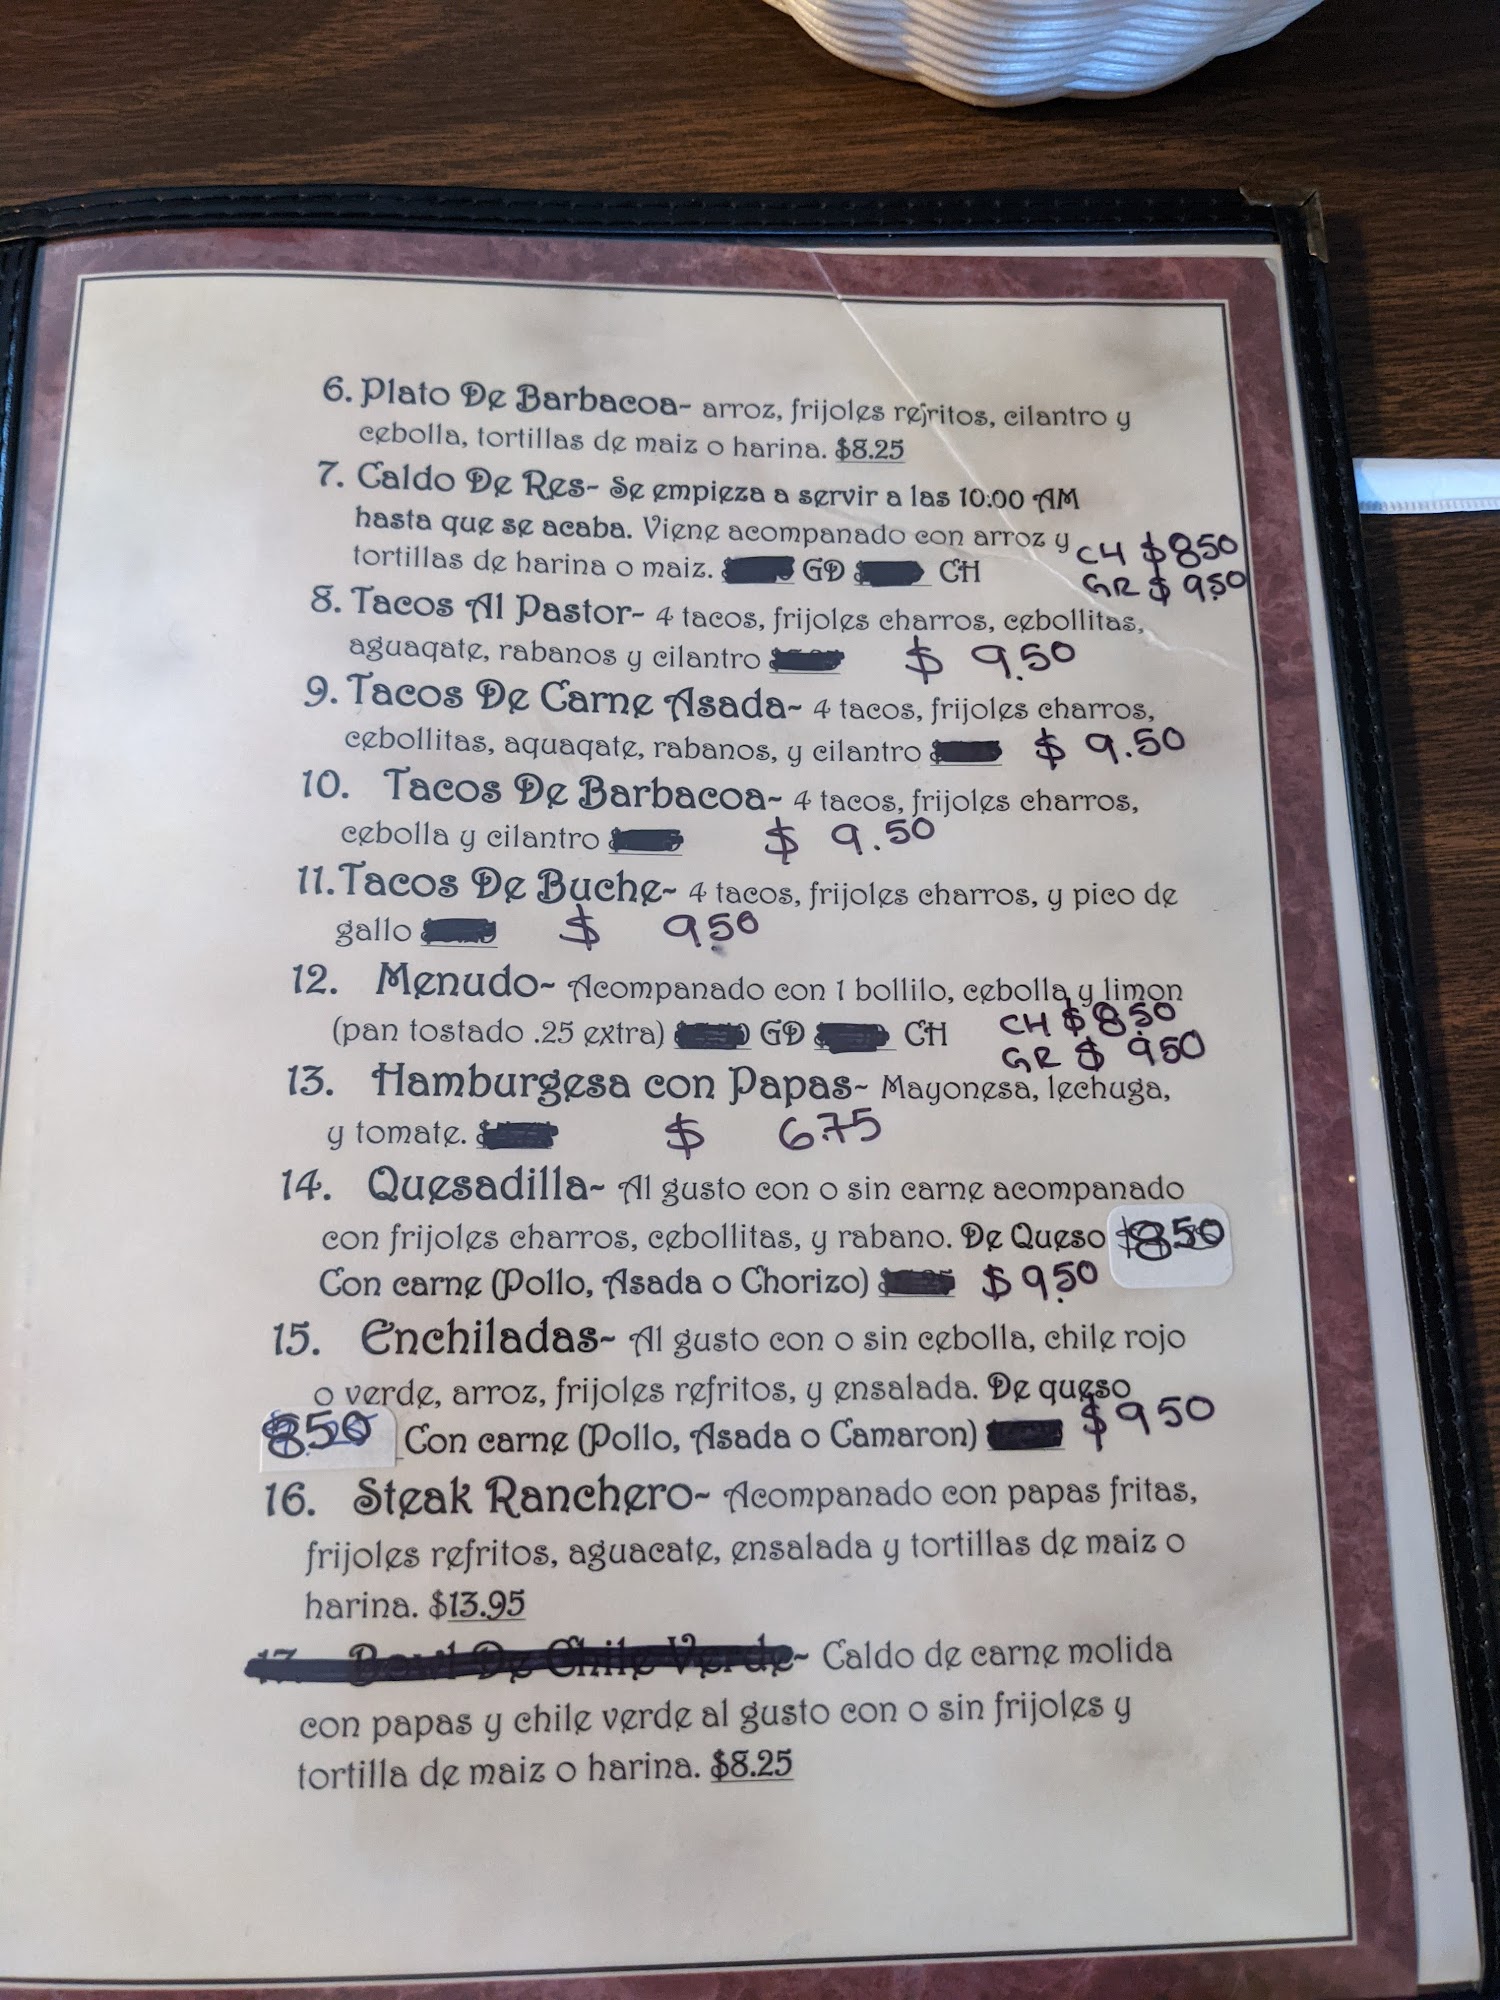 6. Plato De Barbacoa- arroz, frijoles refritos, cilantro y
cebolla, tortillas de maiz o harina. $8.25
7. Caldo De Res- Se empieza a servir a las 10:00 AM
hasta que se acaba. Viene acompanado con arroz y
tortillas de harina o maiz. GD CH
CH $ 8.50
GR $ 9.50
8. Tacos Al Pastor- 4 tacos, frijoles charros, cebollitas,
aguaqate, rabanos y cilantro $ 9.50
9. Tacos De Carne Asada- 4 tacos, frijoles charros,
cebollitas, aquaqate, rabanos, y cilantro $ 9.50
10. Tacos De Barbacoa- 4 tacos, frijoles charros,
cebolla y cilantro $ 9.50
11. Tacos De Buche- 4 tacos, frijoles charros, y pico de
gallo $ 9.50
12. Menudo- Acompanado con 1 bollilo, cebolla y limon
(pan tostado .25 extra) GD CH
CH $ 8.50
GR $ 9.50
13. Hamburgesa con Papas- Mayonesa, lechuga,
y tomate. $ 6.75
14. Quesadilla- Al gusto con o sin carne acompanado
con frijoles charros, cebollitas, y rabano. De Queso $8.50
Con carne (Pollo, Asada o Chorizo) $ 9.50
15. Enchiladas- Al gusto con o sin cebolla, chile rojo
o verde, arroz, frijoles refritos, y ensalada. De queso
8.50 Con carne (Pollo, Asada o Camaron) $ 9.50
16. Steak Ranchero- Acompanado con papas fritas,
frijoles refritos, aguacate, ensalada y tortillas de maiz o
harina. $13.95
17. Bowl De Chile Verde- Caldo de carne molida
con papas y chile verde al gusto con o sin frijoles y
tortilla de maiz o harina. $8.25